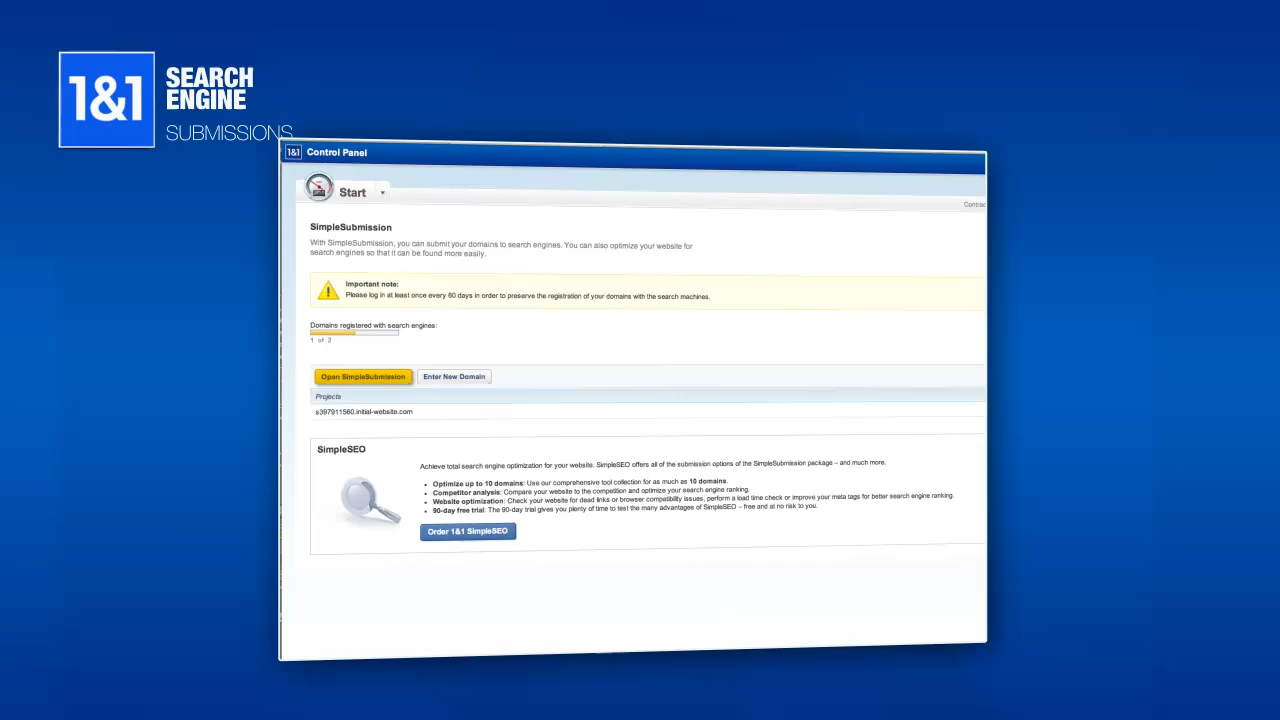 1&1
SEARCH
ENGINE
SUBMISSIONS
1&1 Control Panel
Start
SimpleSubmission
With SimpleSubmission, you can submit your domains to search engines. You can also optimize your website for
search engines so that it can be found more easily.
Important note:
Please log in at least once every 60 days in order to preserve the registration of your domains with the search machines.
Domains registered with search engines:
1 of 2
Open SimpleSubmission
Enter New Domain
Projects
s397911560.initial-website.com
SimpleSEO
Achieve total search engine optimization for your website. SimpleSEO offers all of the submission options of the SimpleSubmission package – and much more.
• Optimize up to 10 domains: Use our comprehensive tool collection for as much as 10 domains.
• Competitor analysis: Compare your website to the competition and optimize your search engine ranking.
• Website optimization: Check your website for dead links or browser compatibility issues, perform a load time check or improve your meta tags for better search engine ranking.
• 90-day free trial: The 90-day trial gives you plenty of time to test the many advantages of SimpleSEO – free and at no risk to you.
Order 1&1 SimpleSEO